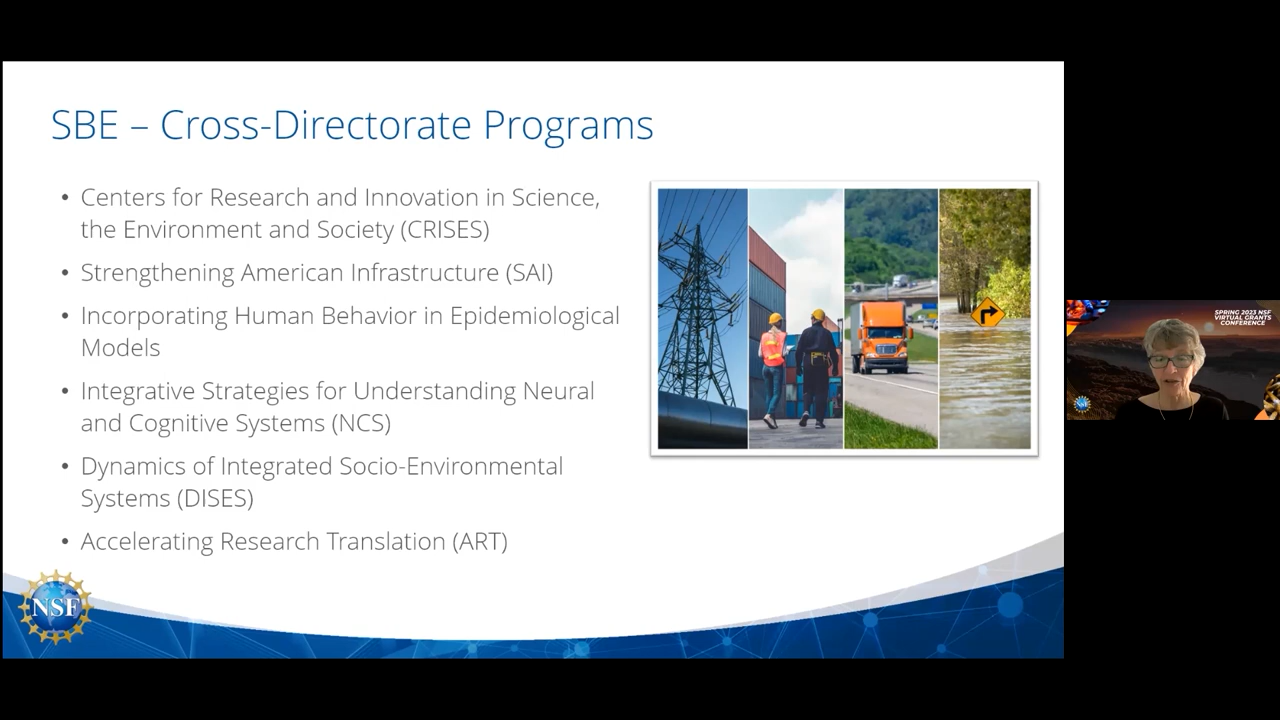 SBE – Cross-Directorate Programs
• Centers for Research and Innovation in Science,
the Environment and Society (CRISES)
• Strengthening American Infrastructure (SAI)
• Incorporating Human Behavior in Epidemiological
Models
• Integrative Strategies for Understanding Neural
and Cognitive Systems (NCS)
• Dynamics of Integrated Socio-Environmental
Systems (DISES)
• Accelerating Research Translation (ART)
NSF
SPRING 2023 NSF
VIRTUAL GRANTS
CONFERENCE
NSF